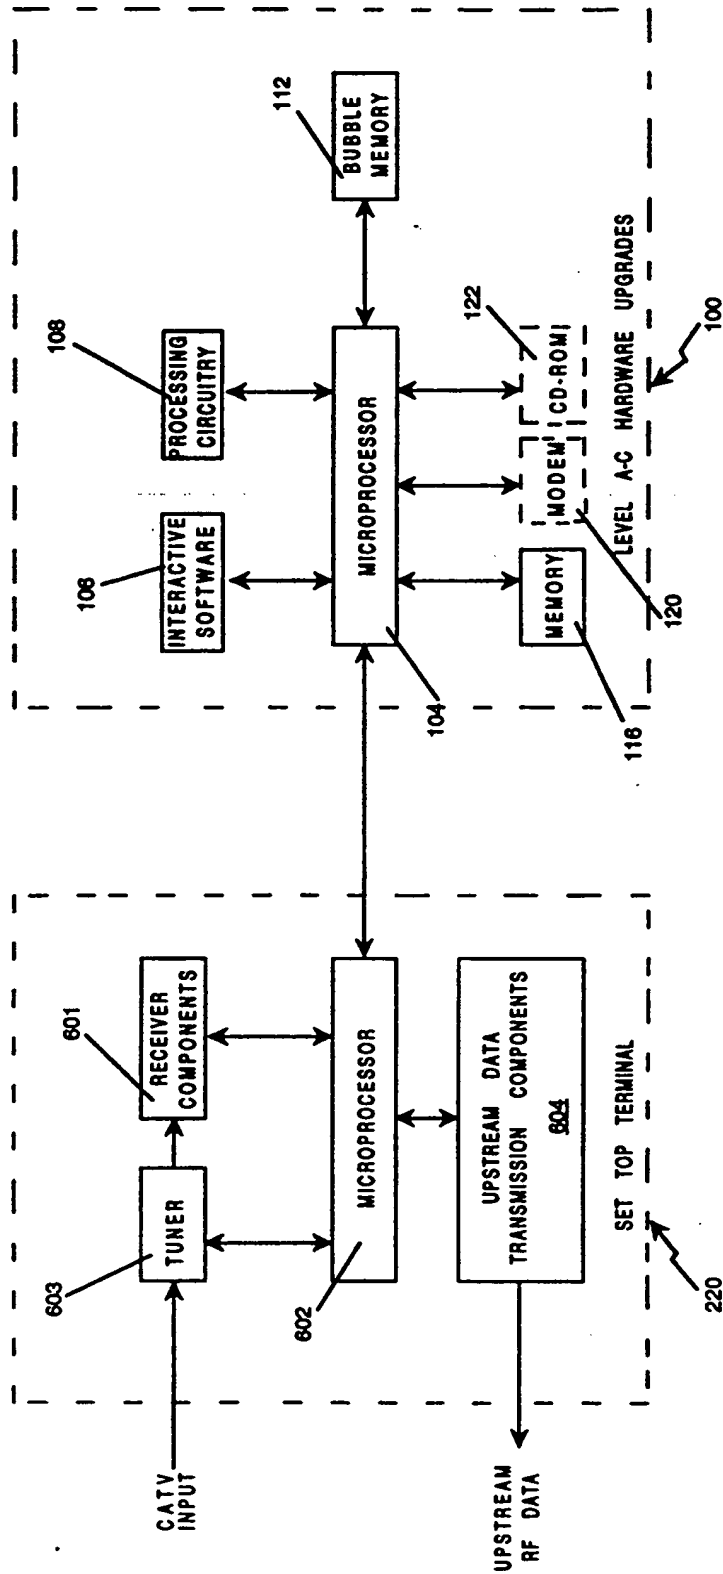 CATV
INPUT
603
TUNER
601
RECEIVER
COMPONENTS
602
MICROPROCESSOR
UPSTREAM DATA
TRANSMISSION COMPONENTS
604
UPSTREAM
RF DATA
SET TOP TERMINAL
220
106
INTERACTIVE
SOFTWARE
108
PROCESSING
CIRCUITRY
MICROPROCESSOR
104
112
BUBBLE
MEMORY
MEMORY
116
MODEM
120
CD-ROM
122
LEVEL A-C HARDWARE UPGRADES
100